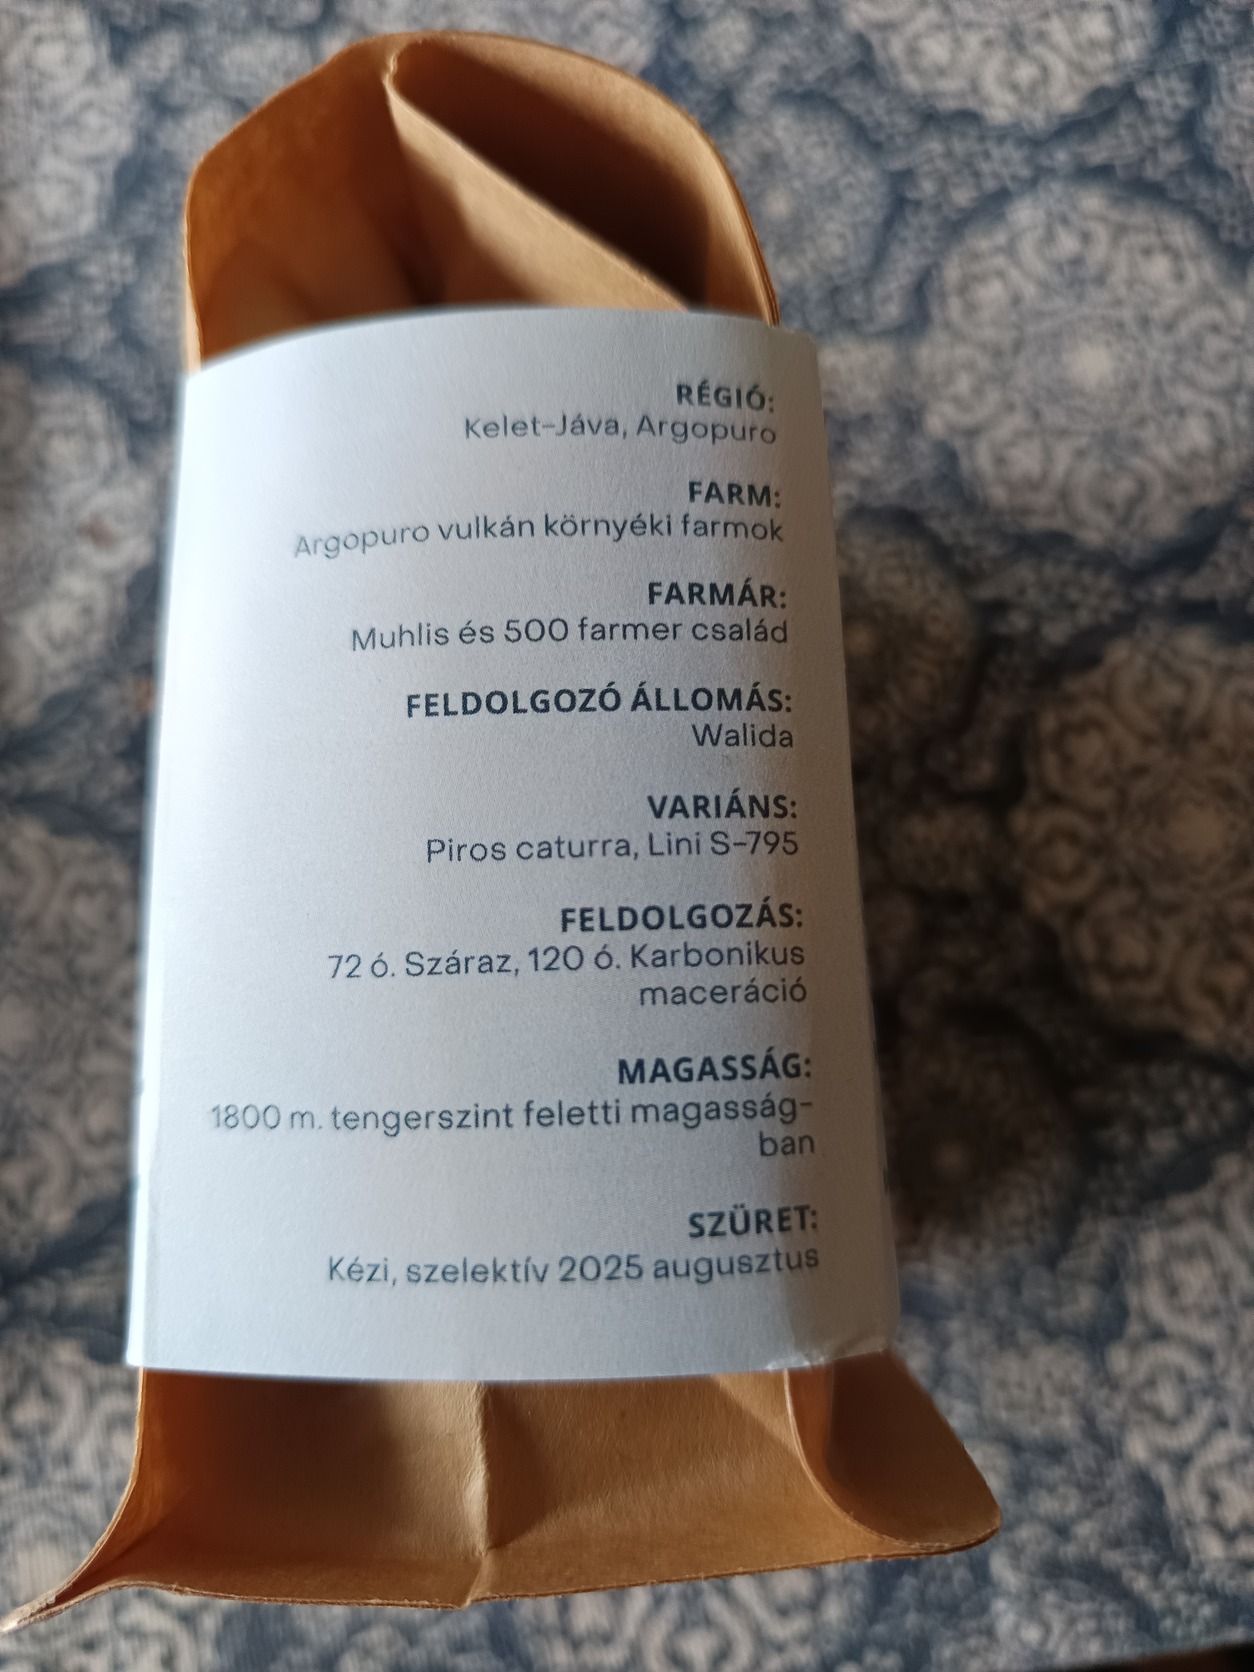 RÉGIÓ:
Kelet-Jáva, Argopuro
FARM:
Argopuro vulkán környéki farmok
FARMÁR:
Muhlis és 500 farmer család
FELDOLGOZÓ ÁLLOMÁS:
Walida
VARIÁNS:
Piros caturra, Lini S-795
FELDOLGOZÁS:
72 ó. Száraz, 120 ó. Karbonikus
maceráció
MAGASSÁG:
1800 m. tengerszint feletti magasság-
ban
SZÜRET:
Kézi, szelektív 2025 augusztus